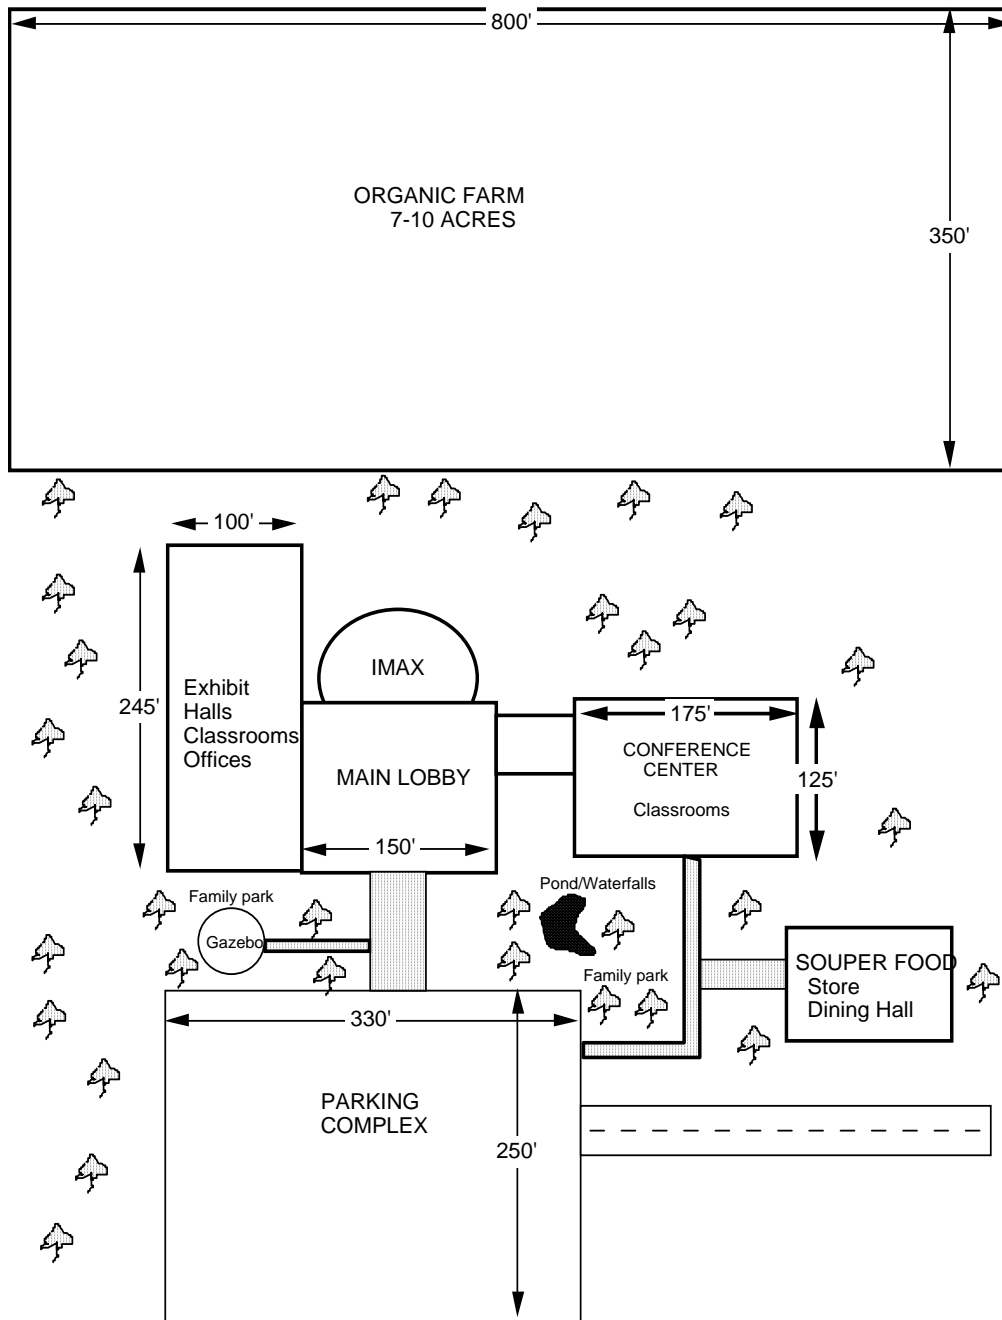 800'
ORGANIC FARM
7-10 ACRES
350'
100'
245'
IMAX
Exhibit
Halls
Classrooms
Offices
MAIN LOBBY
150'
175'
CONFERENCE
CENTER
Classrooms
125'
Family park
Gazebo
Pond/Waterfalls
Family park
SOUPER FOOD
Store
Dining Hall
330'
PARKING
COMPLEX
250'